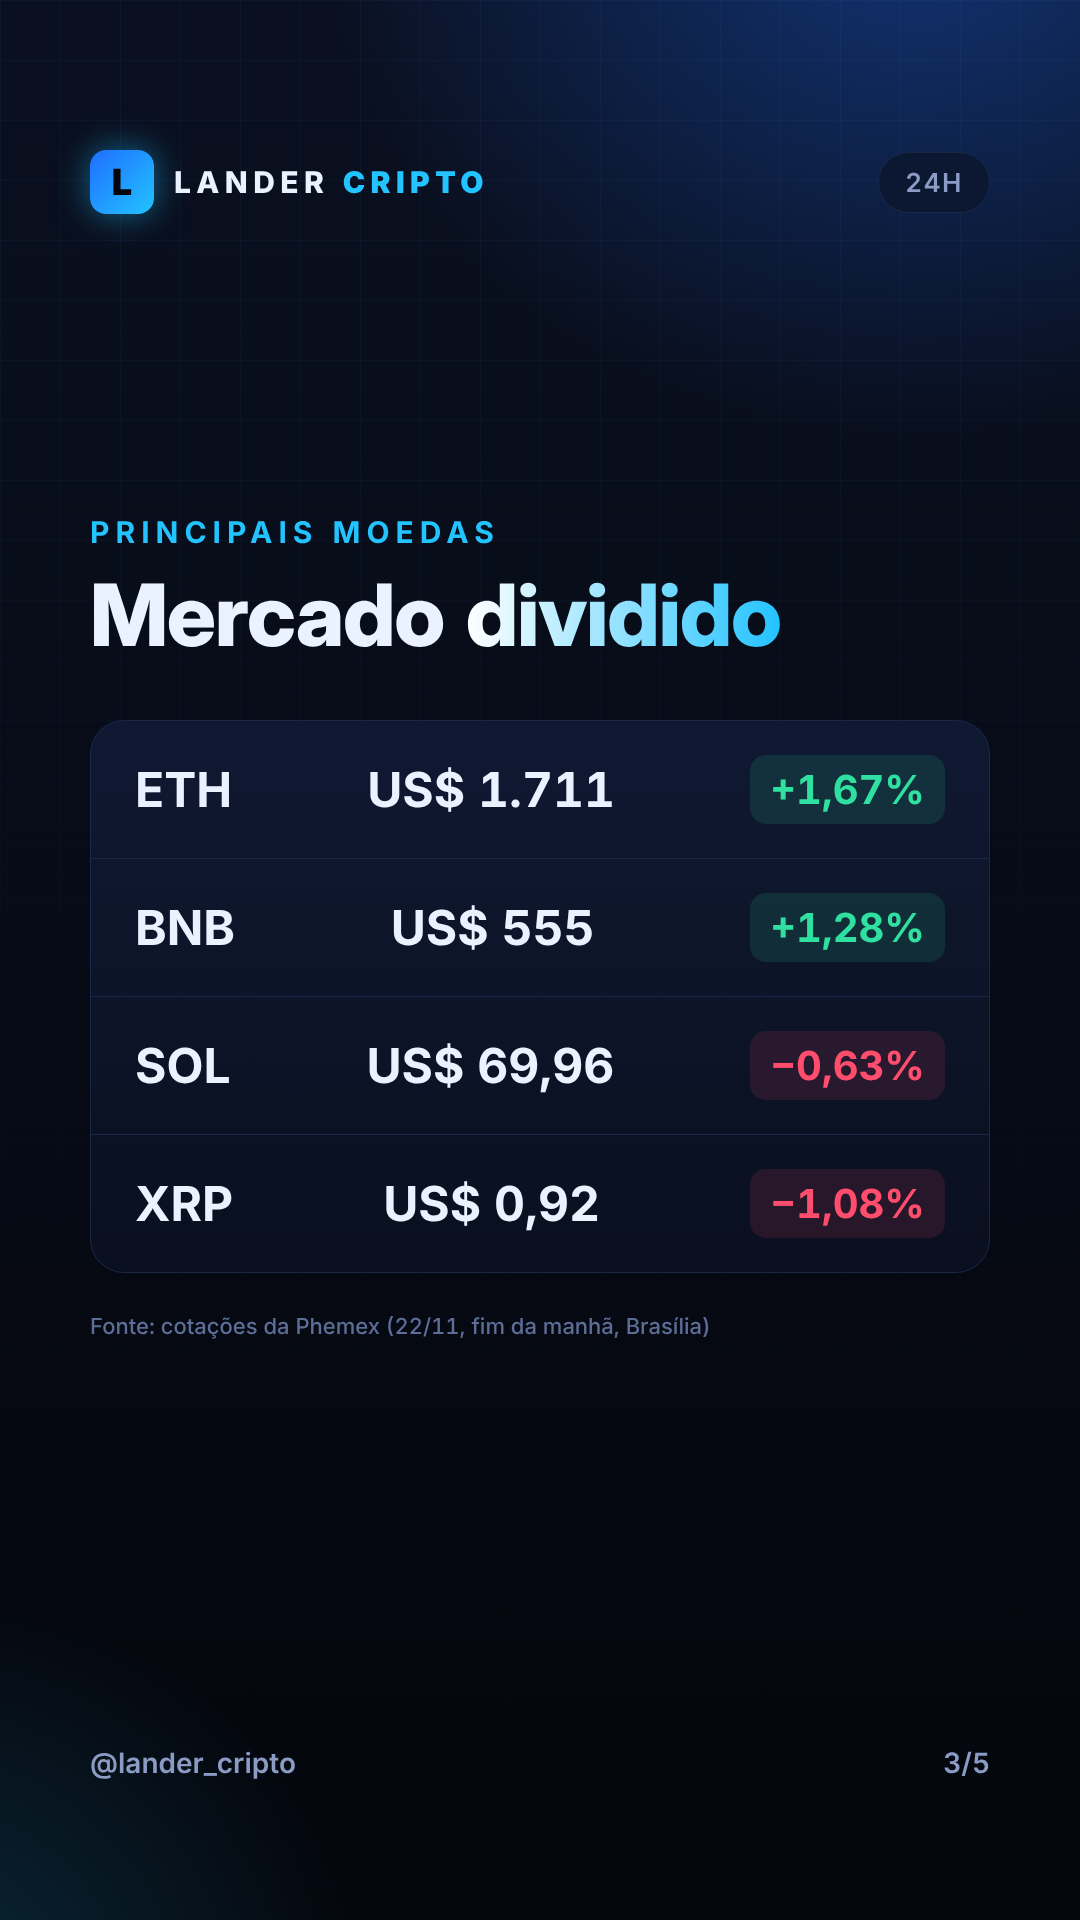 L LANDER CRIPTO 24H
PRINCIPAIS MOEDAS
Mercado dividido
ETH US$ 1.711 +1,67%
BNB US$ 555 +1,28%
SOL US$ 69,96 −0,63%
XRP US$ 0,92 −1,08%
Fonte: cotações da Phemex (22/11, fim da manhã, Brasília)
@lander_cripto 3/5